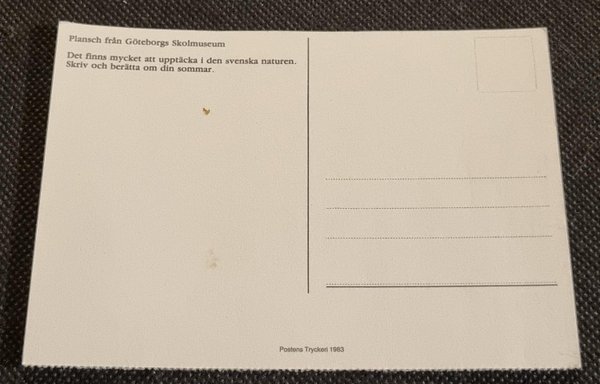 Plansch från Göteborgs Skolmuseum
Det finns mycket att upptäcka i den svenska naturen.
Skriv och berätta om din sommar.
Postens Tryckeri 1983